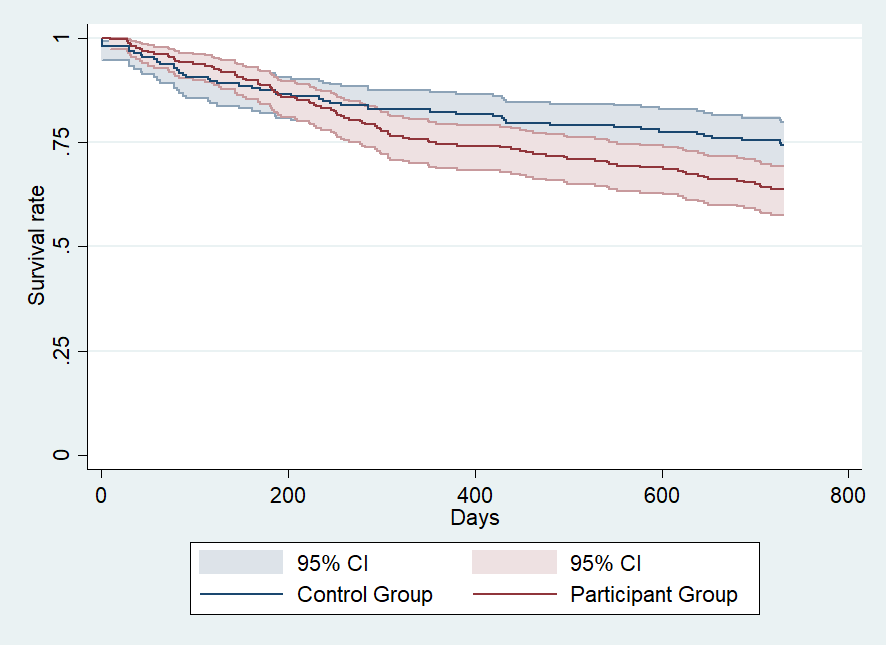 Survival rate
1
.75
.5
.25
0
0 200 400 600 800
Days
95% CI 95% CI
Control Group Participant Group